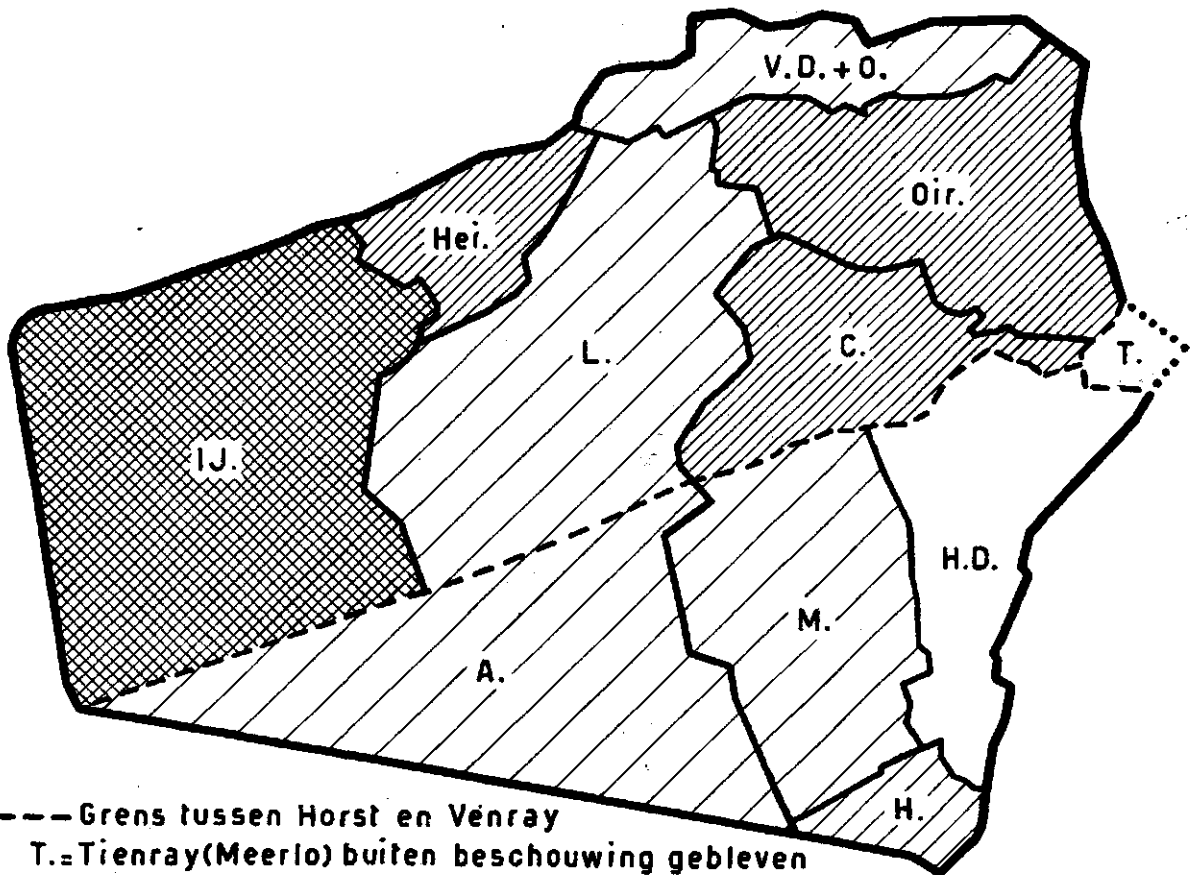 V.D.+O.
Oir.
Hei.
T.
L.
C.
IJ.
H.D.
M.
A.
H.
---Grens tussen Horst en Venray
T.=Tienray(Meerlo) buiten beschouwing gebleven